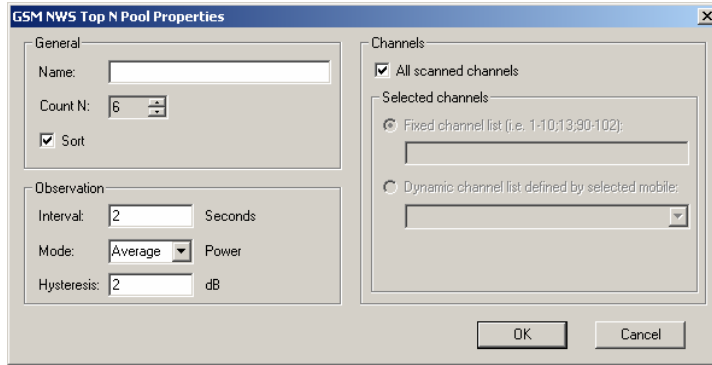 GSM NWS Top N Pool Properties
General
Name:
Count N: 6
Sort
Observation
Interval: 2 Seconds
Mode: Average Power
Hysteresis: 2 dB
Channels
All scanned channels
Selected channels
Fixed channel list (i.e. 1-10;13;90-102):
Dynamic channel list defined by selected mobile:
OK Cancel